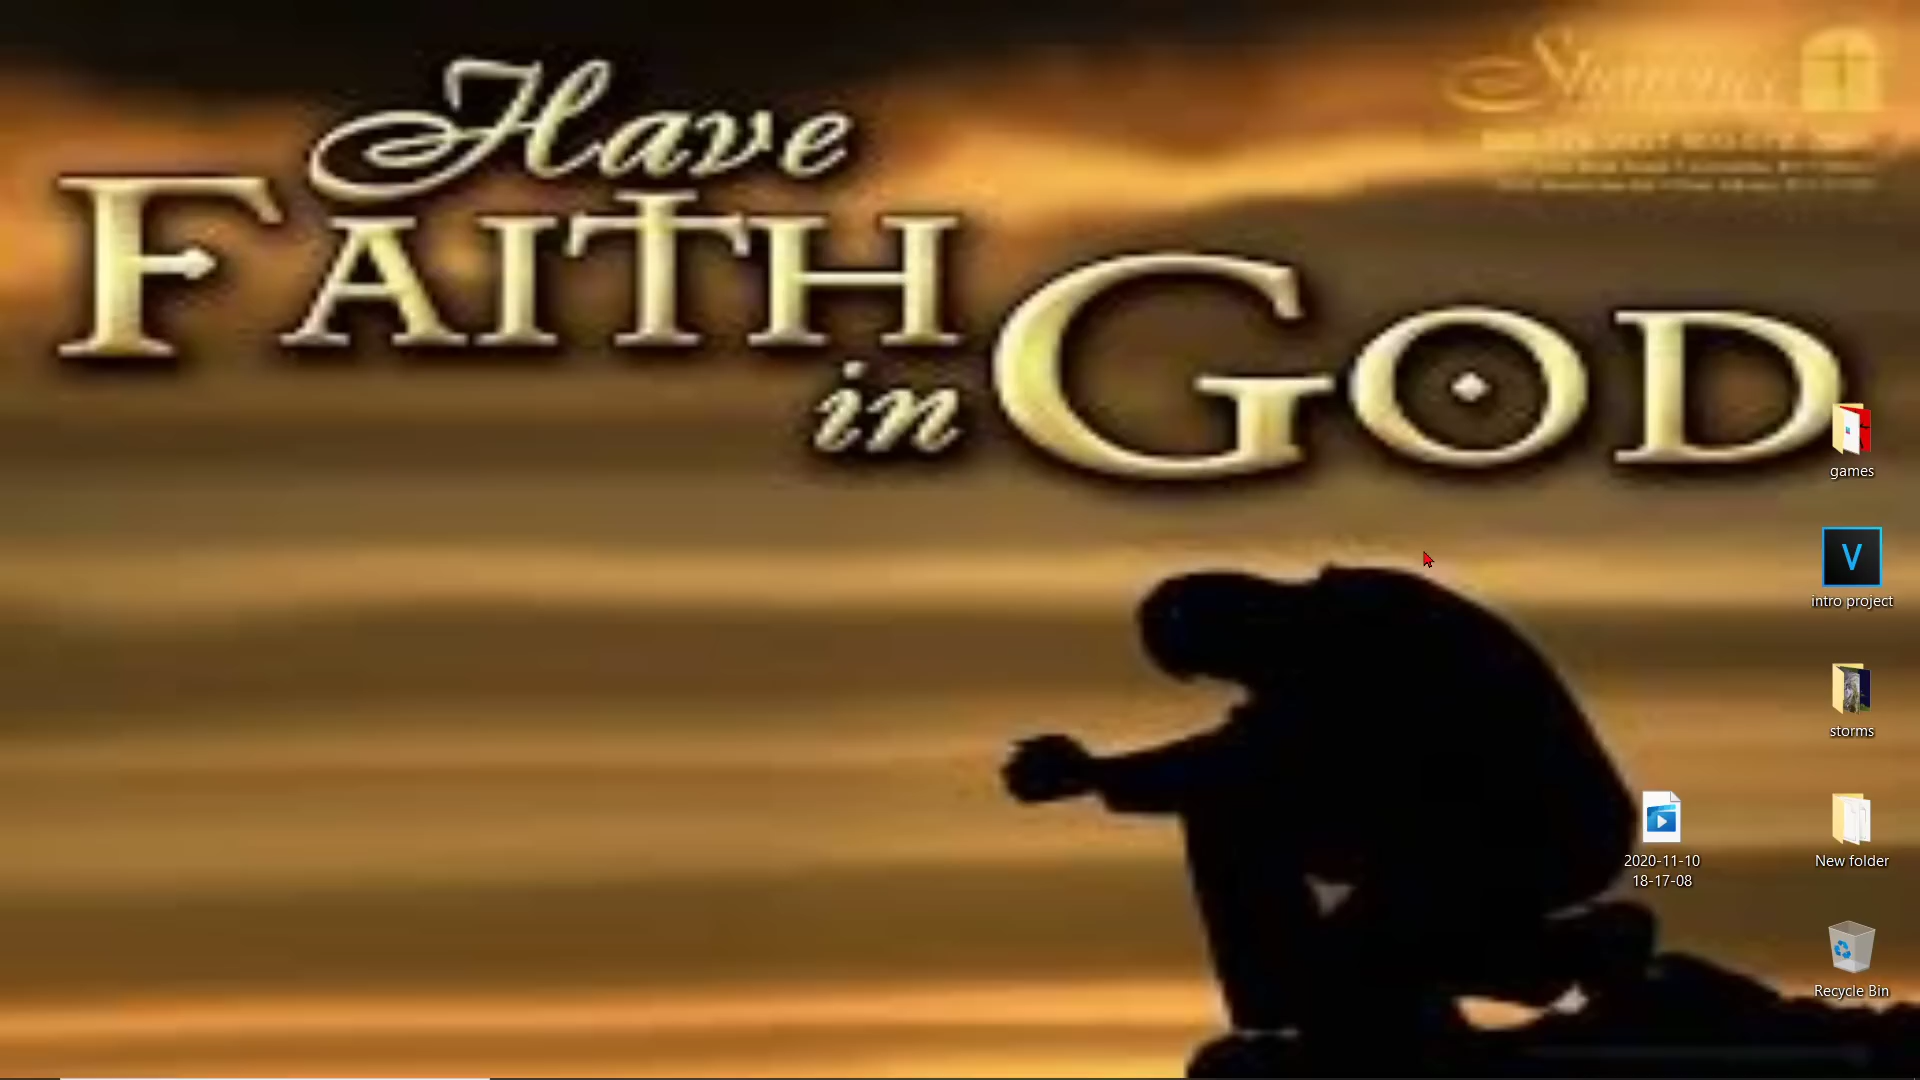 Have
FAITH
in GOD
games
intro project
storms
2020-11-10
18-17-08
New folder
Recycle Bin